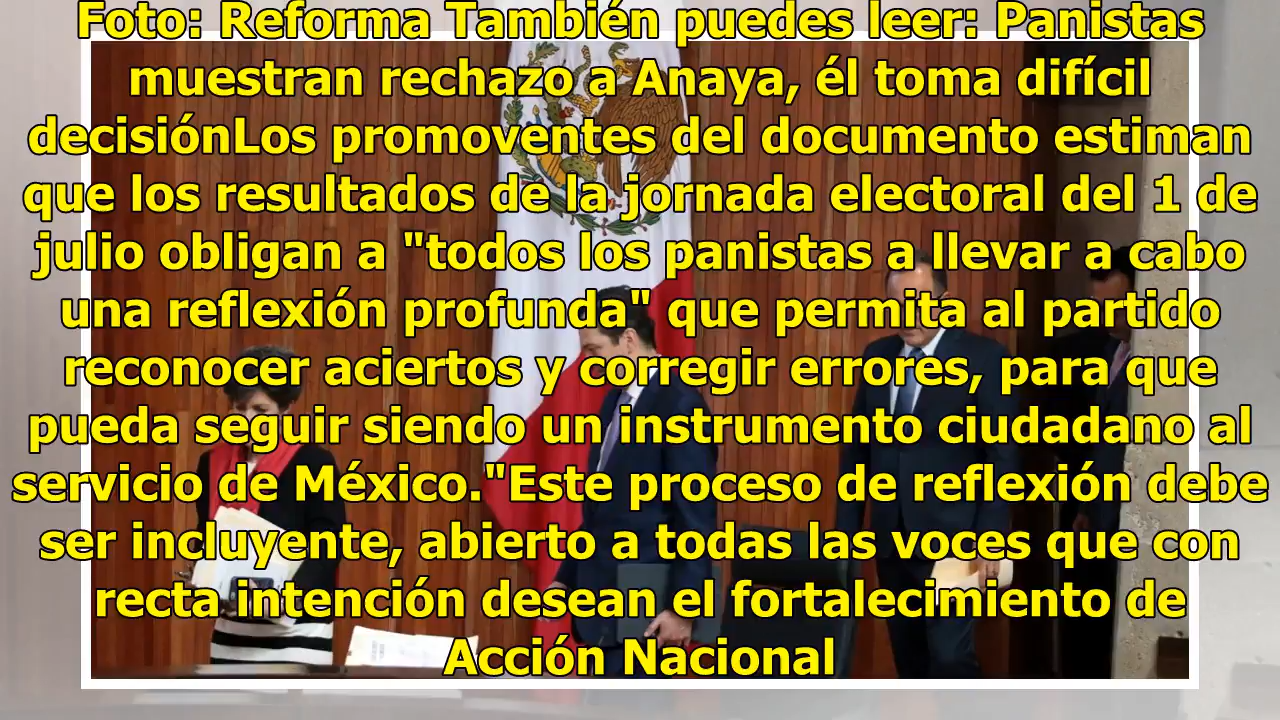 Foto: Reforma También puedes leer: Panistas
muestran rechazo a Anaya, él toma difícil
decisiónLos promoventes del documento estiman
que los resultados de la jornada electoral del 1 de
julio obligan a "todos los panistas a llevar a cabo
una reflexión profunda" que permita al partido
reconocer aciertos y corregir errores, para que
pueda seguir siendo un instrumento ciudadano al
servicio de México."Este proceso de reflexión debe
ser incluyente, abierto a todas las voces que con
recta intención desean el fortalecimiento de
Acción Nacional